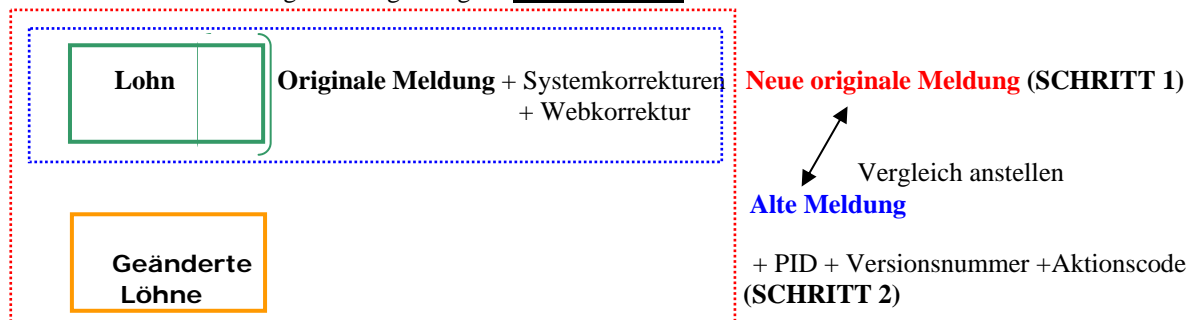 Lohn Originale Meldung + Systemkorrekturen Neue originale Meldung (SCHRITT 1)
+ Webkorrektur
Vergleich anstellen
Alte Meldung
Geänderte + PID + Versionsnummer +Aktionscode
Löhne (SCHRITT 2)